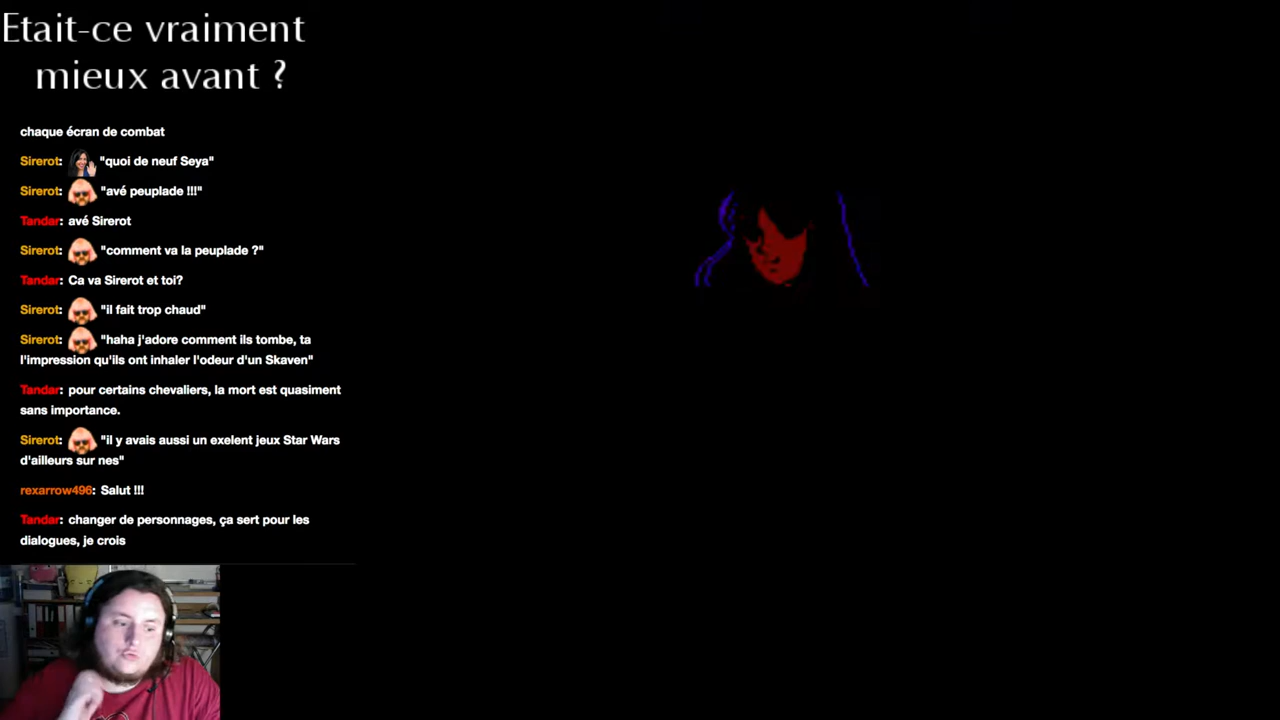 Etait-ce vraiment
mieux avant ?
chaque écran de combat
Sirerot: "quoi de neuf Seya"
Sirerot: "avé peuplade !!!"
Tandar: avé Sirerot
Sirerot: "comment va la peuplade ?"
Tandar: Ca va Sirerot et toi?
Sirerot: "il fait trop chaud"
Sirerot: "haha j'adore comment ils tombe, ta
l'impression qu'ils ont inhaler l'odeur d'un Skaven"
Tandar: pour certains chevaliers, la mort est quasiment
sans importance.
Sirerot: "il y avais aussi un exelent jeux Star Wars
d'ailleurs sur nes"
rexarrow496: Salut !!!
Tandar: changer de personnages, ça sert pour les
dialogues, je crois